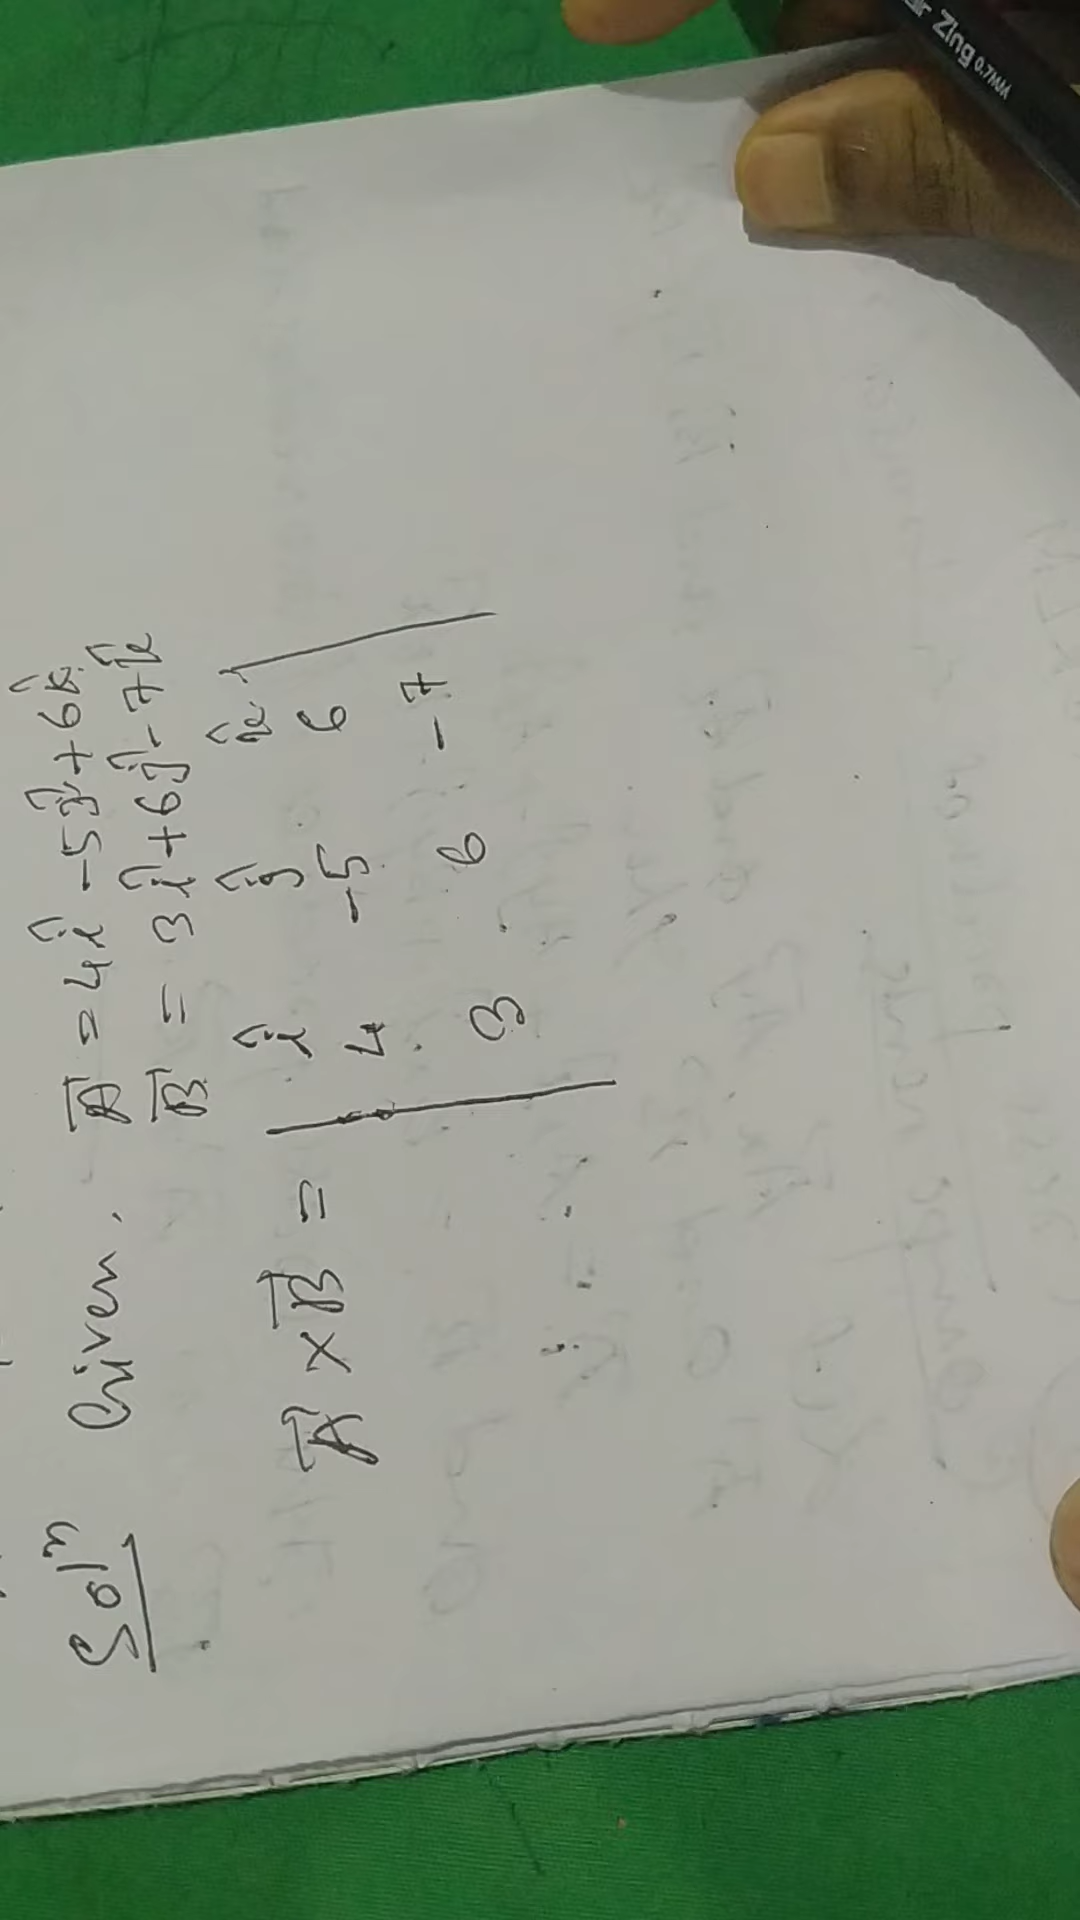 Solⁿ Given, A̅ = 4î - 5ĵ + 6k̂
B̅ = 3î + 6ĵ - 7k̂
A̅ × B̅ = | î ĵ k̂ |
4 -5 6
3 6 -7
Zing 0.7MM